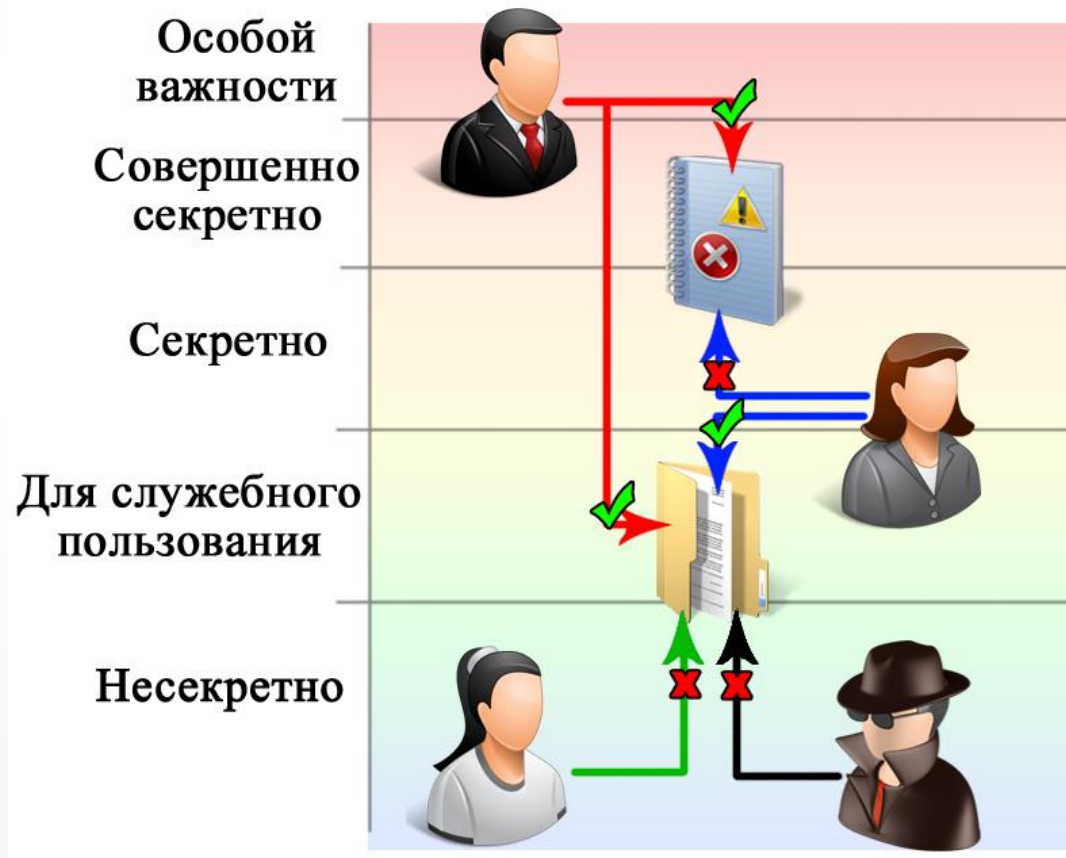 Особой
важности
Совершенно
секретно
Секретно
Для служебного
пользования
Несекретно